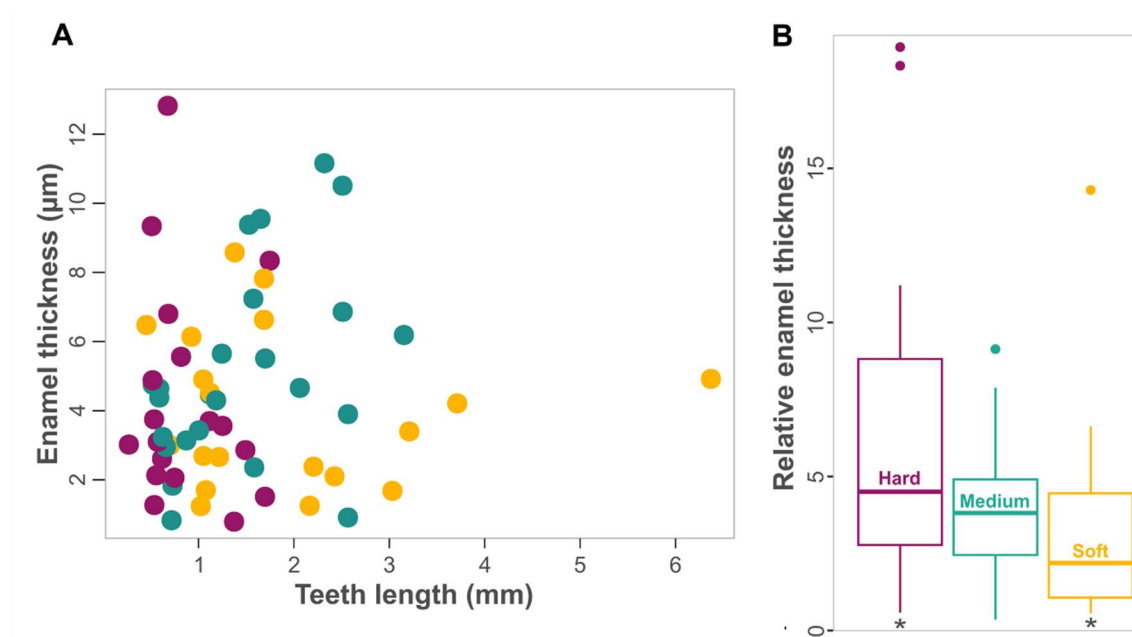 A
Enamel thickness (µm)
12
10
8
6
4
2
1 2 3 4 5 6
Teeth length (mm)
B
Relative enamel thickness
15
10
5
0
Hard
Medium
Soft
* *